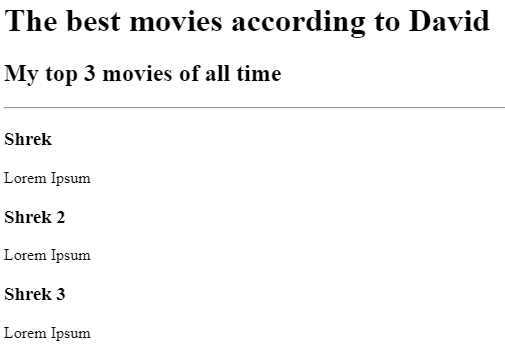 The best movies according to David
My top 3 movies of all time
Shrek
Lorem Ipsum
Shrek 2
Lorem Ipsum
Shrek 3
Lorem Ipsum